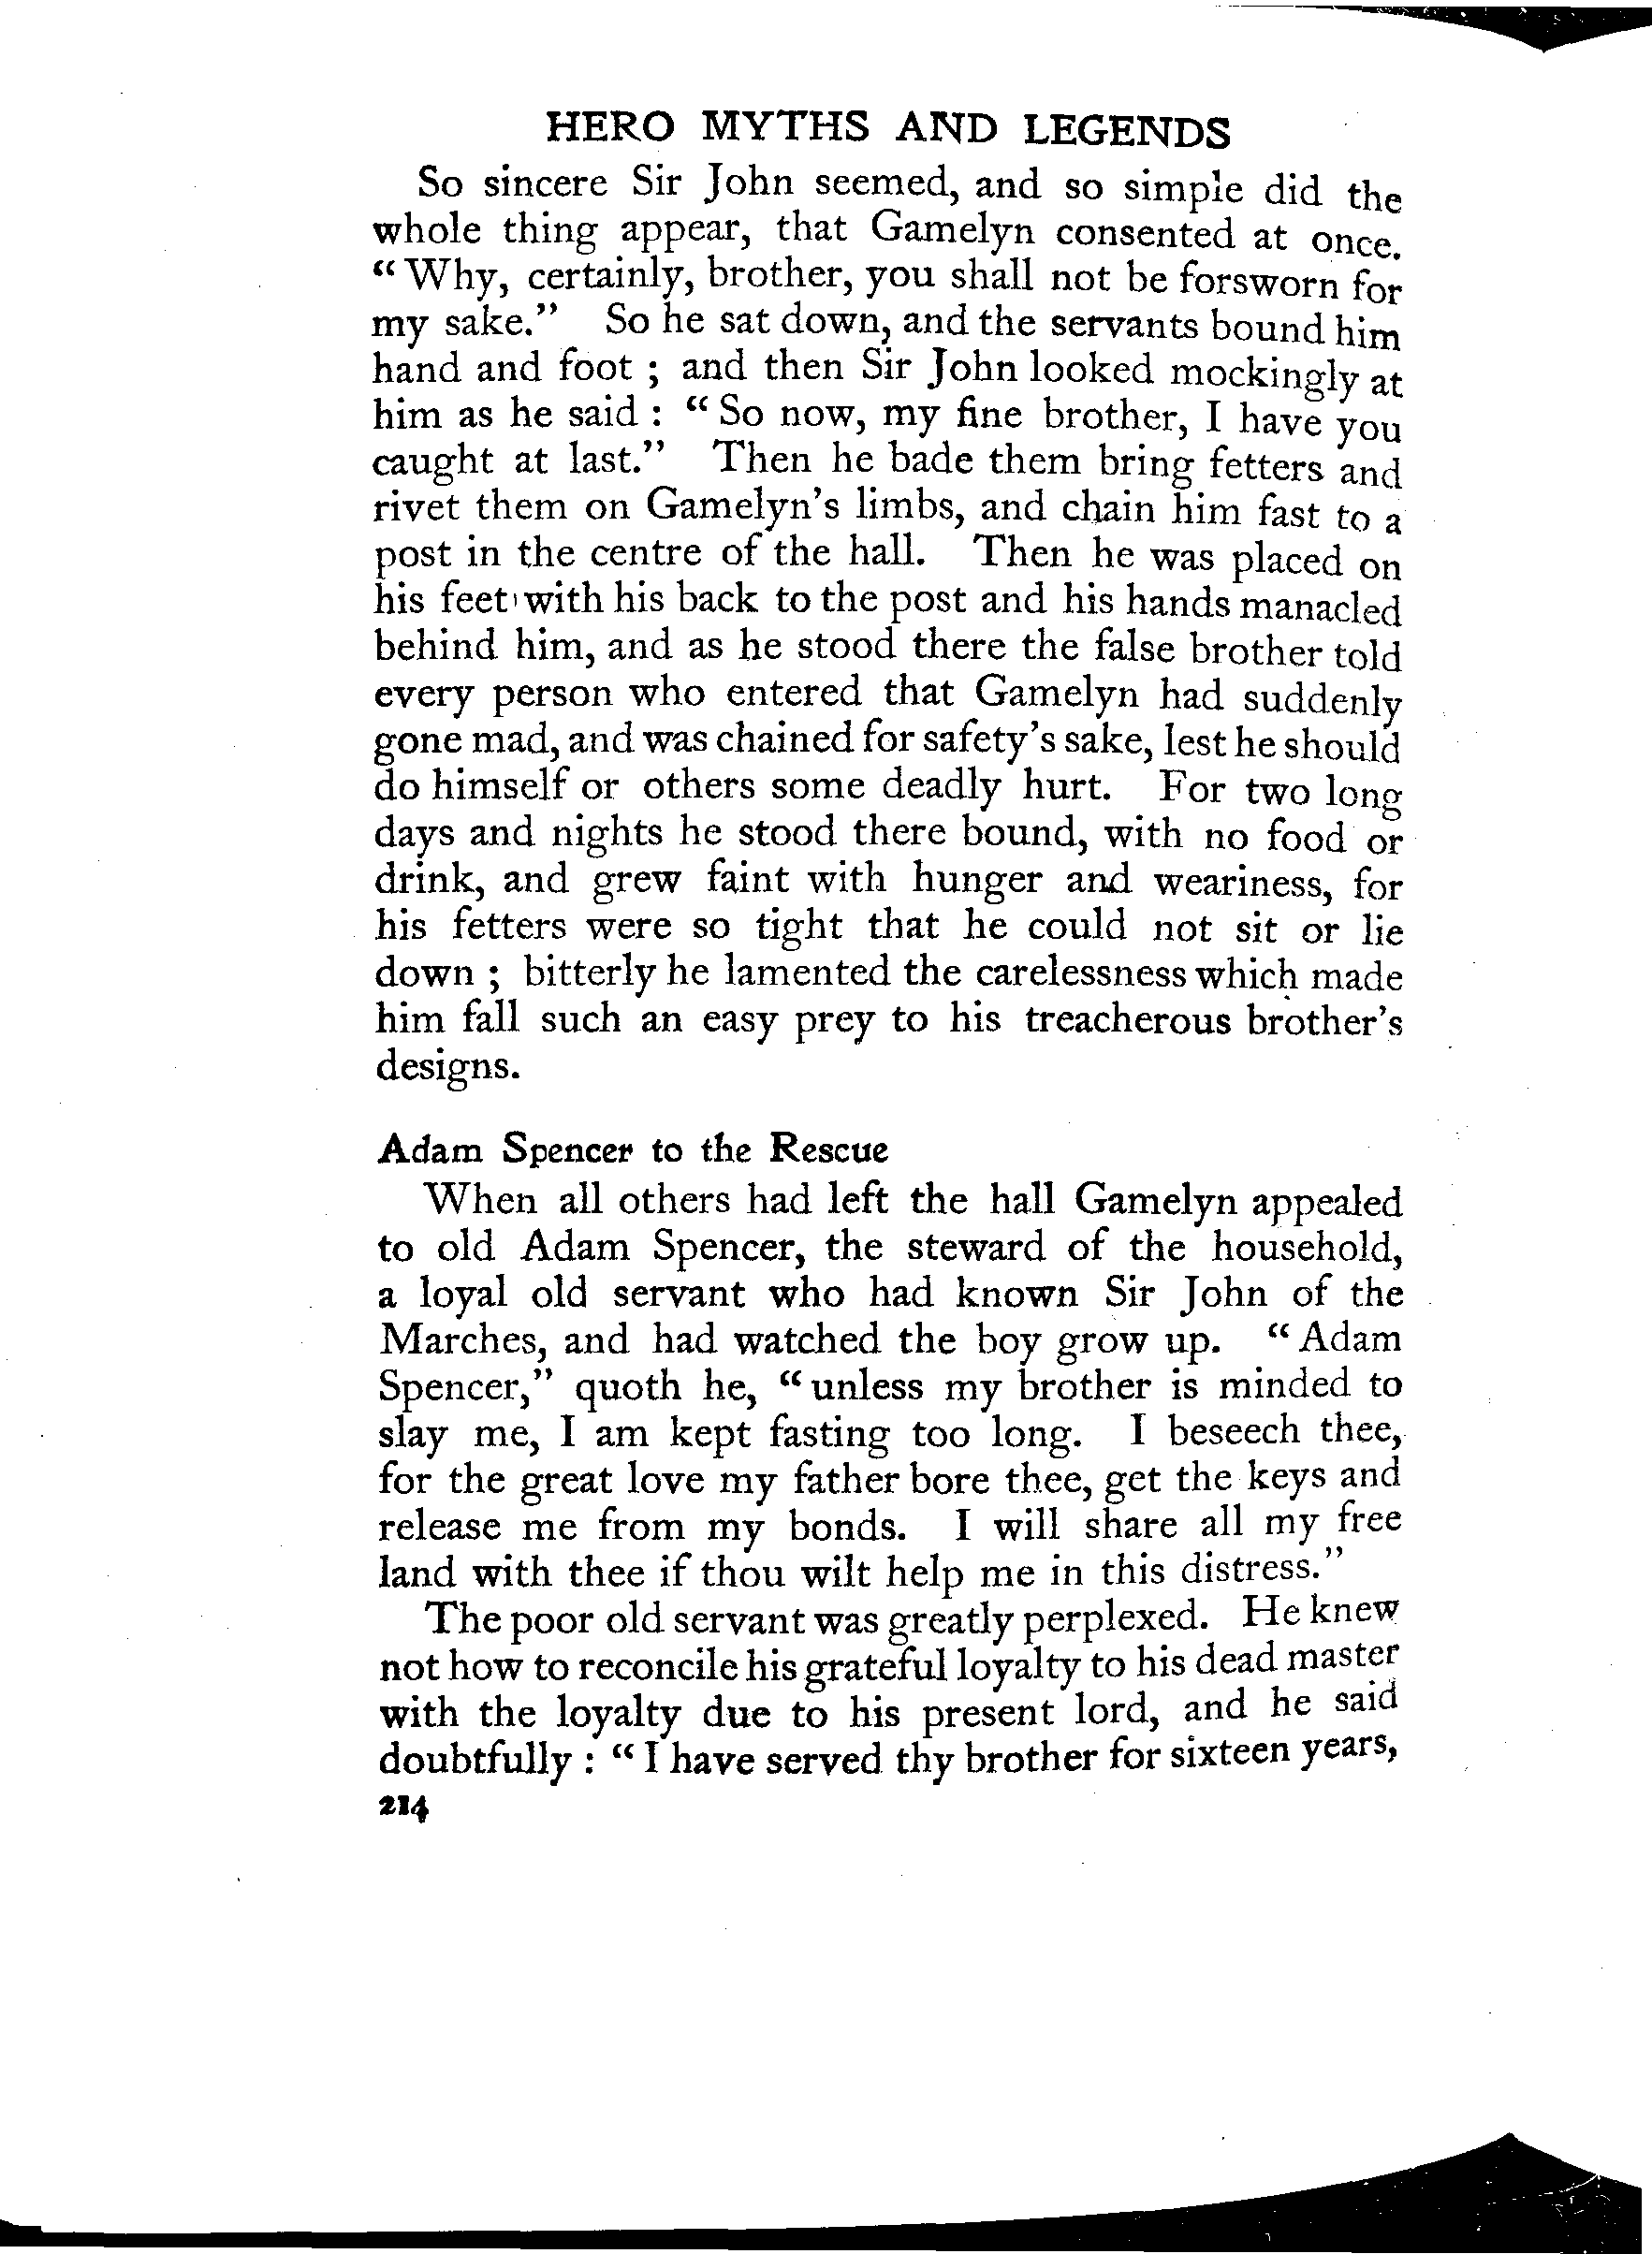 HERO MYTHS AND LEGENDS
So sincere Sir John seemed, and so simple did the
whole thing appear, that Gamelyn consented at once.
“Why, certainly, brother, you shall not be forsworn for
my sake.” So he sat down, and the servants bound him
hand and foot ; and then Sir John looked mockingly at
him as he said : “So now, my fine brother, I have you
caught at last.” Then he bade them bring fetters and
rivet them on Gamelyn's limbs, and chain him fast to a
post in the centre of the hall. Then he was placed on
his feet with his back to the post and his hands manacled
behind him, and as he stood there the false brother told
every person who entered that Gamelyn had suddenly
gone mad, and was chained for safety's sake, lest he should
do himself or others some deadly hurt. For two long
days and nights he stood there bound, with no food or
drink, and grew faint with hunger and weariness, for
his fetters were so tight that he could not sit or lie
down ; bitterly he lamented the carelessness which made
him fall such an easy prey to his treacherous brother's
designs.
Adam Spencer to the Rescue
When all others had left the hall Gamelyn appealed
to old Adam Spencer, the steward of the household,
a loyal old servant who had known Sir John of the
Marches, and had watched the boy grow up. “Adam
Spencer,” quoth he, “unless my brother is minded to
slay me, I am kept fasting too long. I beseech thee,
for the great love my father bore thee, get the keys and
release me from my bonds. I will share all my free
land with thee if thou wilt help me in this distress.”
The poor old servant was greatly perplexed. He knew
not how to reconcile his grateful loyalty to his dead master
with the loyalty due to his present lord, and he said
doubtfully : “I have served thy brother for sixteen years,
214